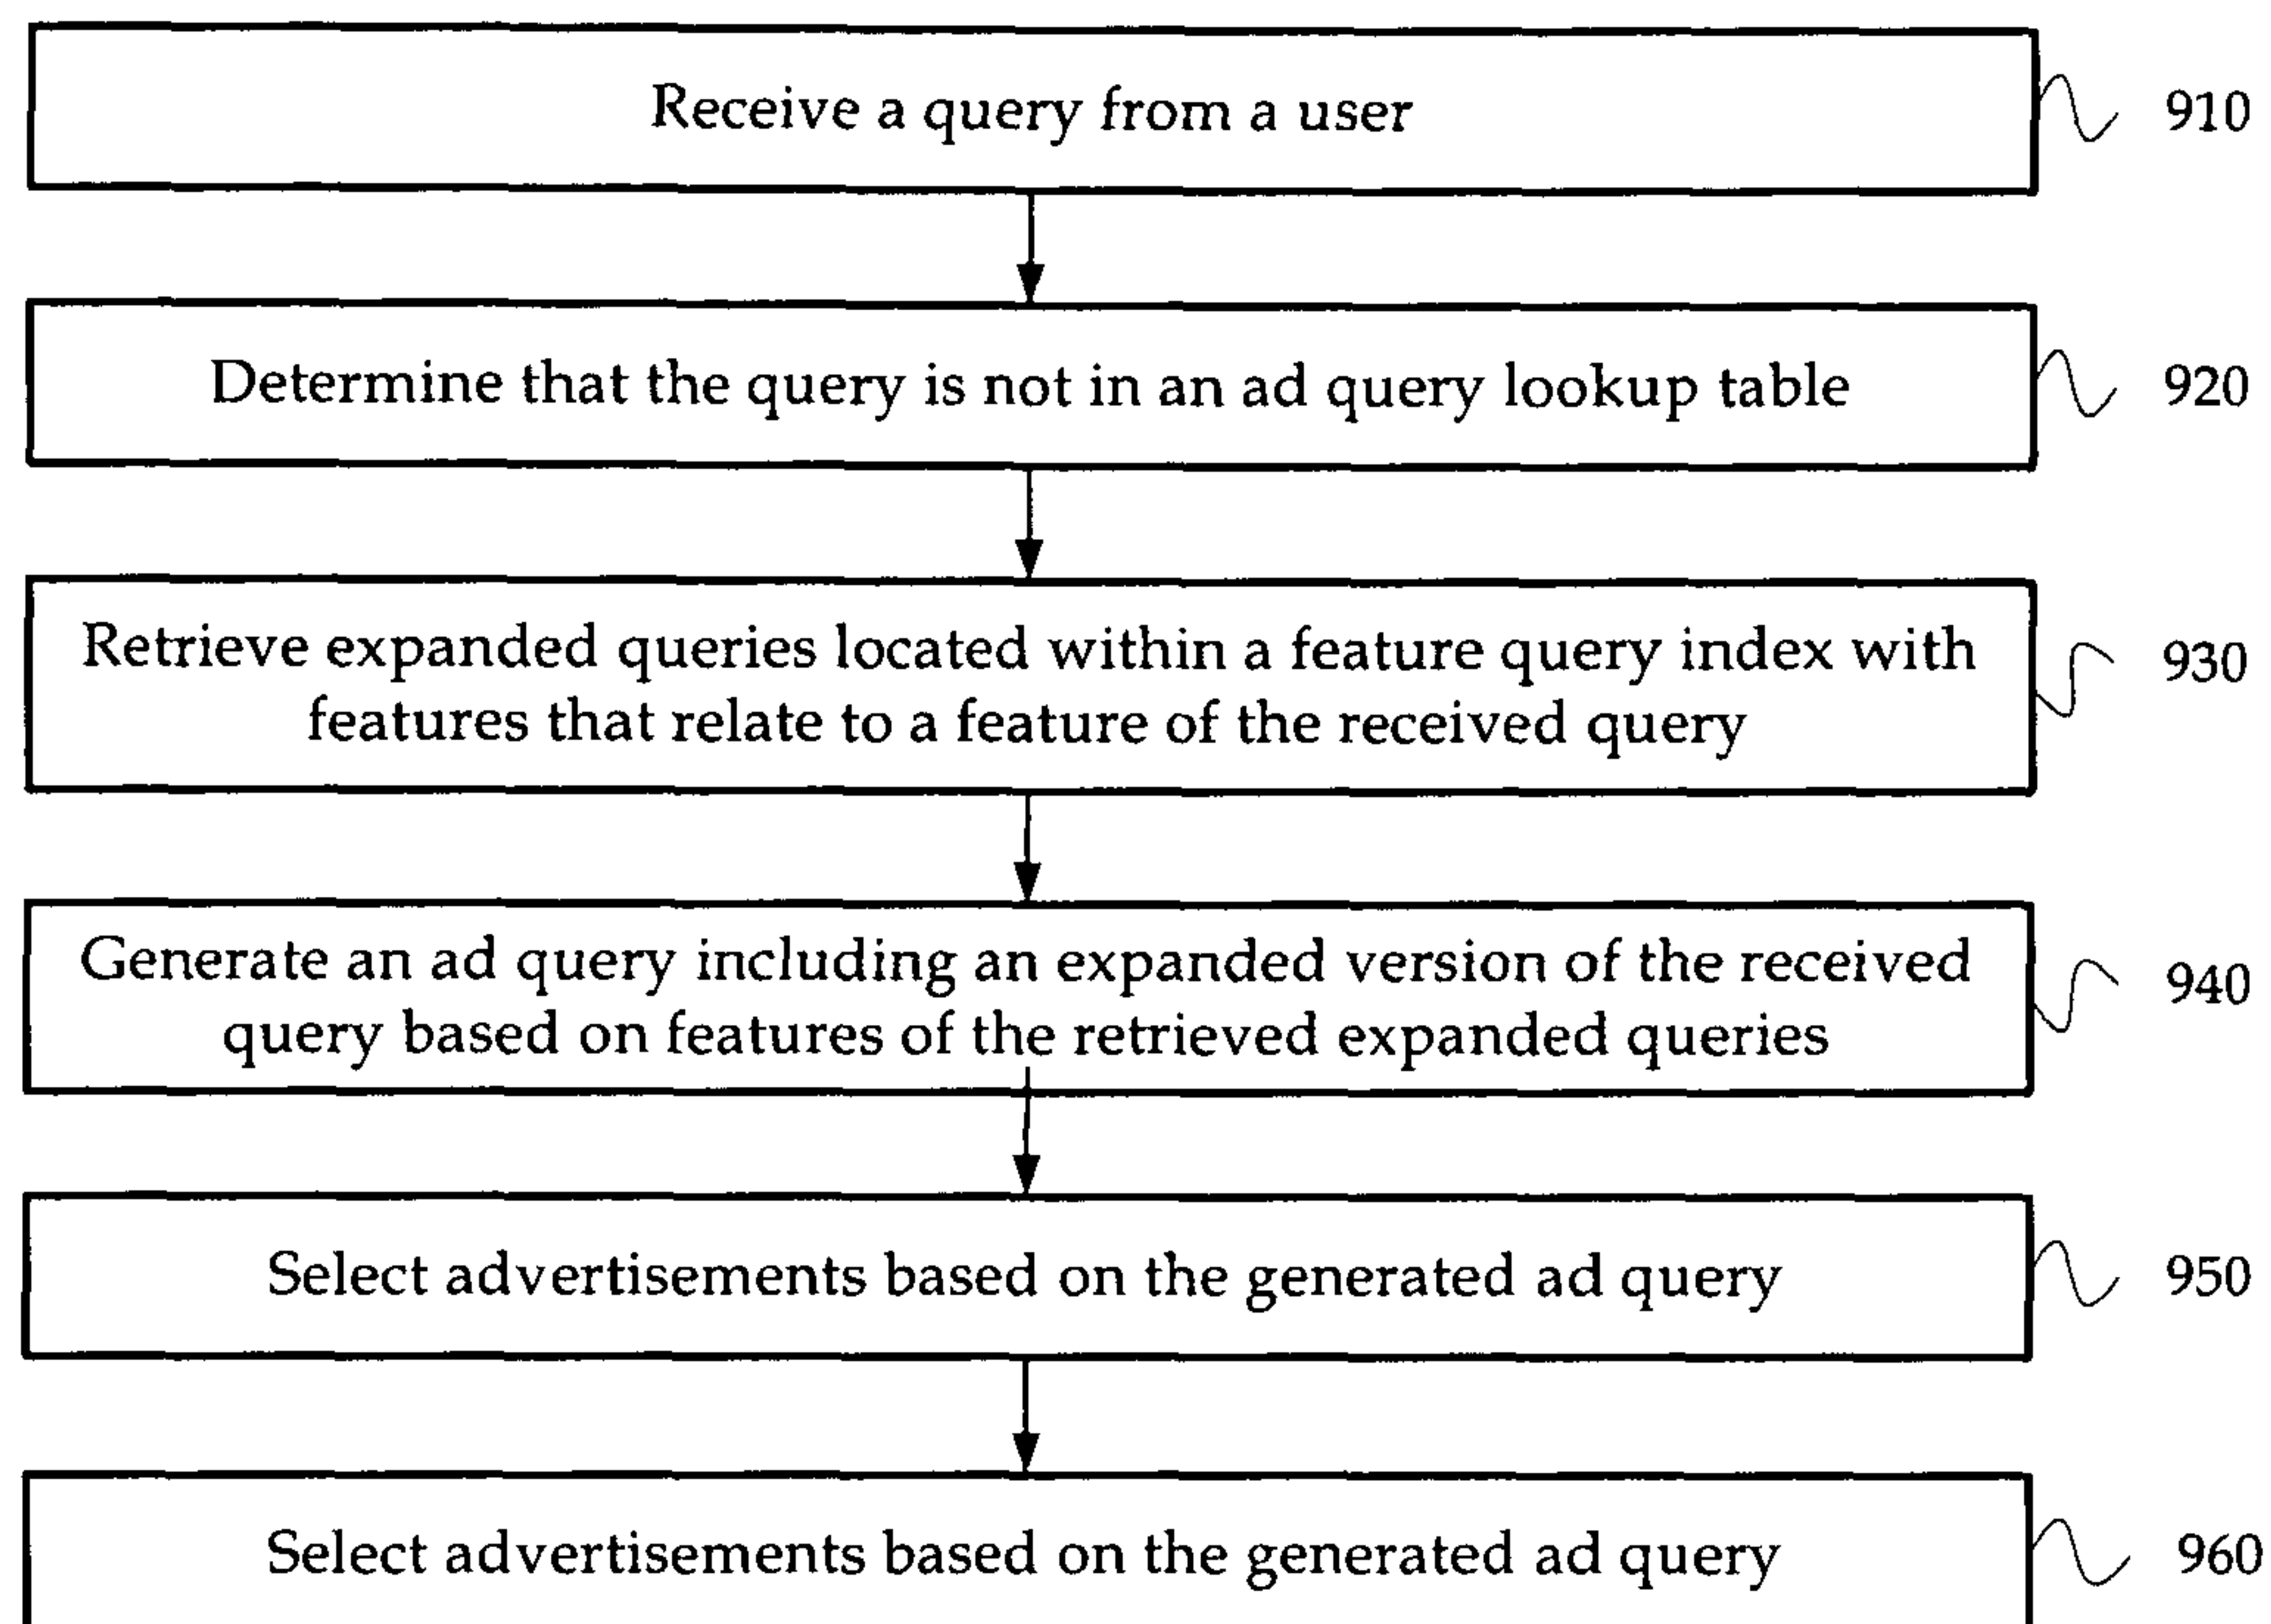 Receive a query from a user
910
Determine that the query is not in an ad query lookup table
920
Retrieve expanded queries located within a feature query index with
features that relate to a feature of the received query
930
Generate an ad query including an expanded version of the received
query based on features of the retrieved expanded queries
940
Select advertisements based on the generated ad query
950
Select advertisements based on the generated ad query
960